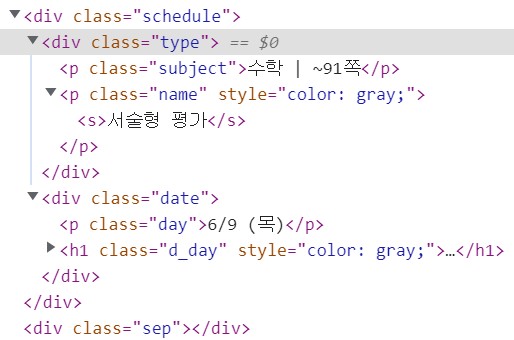 ▼<div class="schedule">
▼<div class="type"> == $0
<p class="subject">수학 | ~91쪽</p>
▼<p class="name" style="color: gray;">
<s>서술형 평가</s>
</p>
</div>
▼<div class="date">
<p class="day">6/9 (목)</p>
▶<h1 class="d_day" style="color: gray;">…</h1>
</div>
</div>
<div class="sep"></div>